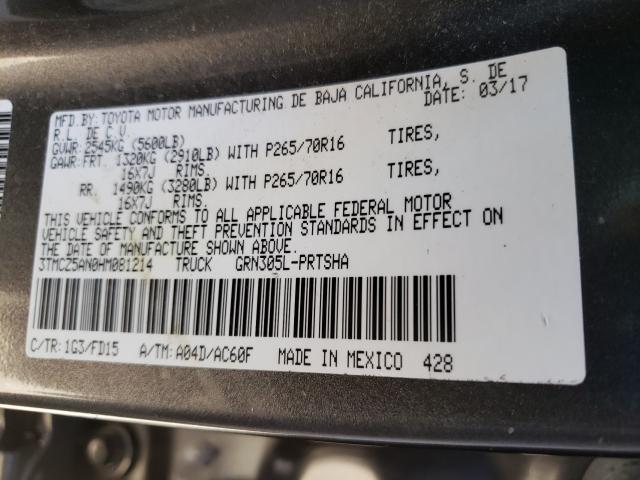 MFD. BY: TOYOTA MOTOR MANUFACTURING DE BAJA CALIFORNIA, S. DE
R.L. DE C.V. DATE: 03/17
GVWR: 2545KG (5600LB)
GAWR: FRT. 1320KG (2910LB) WITH P265/70R16 TIRES,
16X7J RIMS.
RR. 1490KG (3280LB) WITH P265/70R16 TIRES,
16X7J RIMS.
THIS VEHICLE CONFORMS TO ALL APPLICABLE FEDERAL MOTOR
VEHICLE SAFETY AND THEFT PREVENTION STANDARDS IN EFFECT ON
THE DATE OF MANUFACTURE SHOWN ABOVE.
3TMCZ5AN0HM081214 TRUCK GRN305L-PRTSHA
C/TR: 1G3/FD15 A/TM: A04D/AC60F MADE IN MEXICO 428